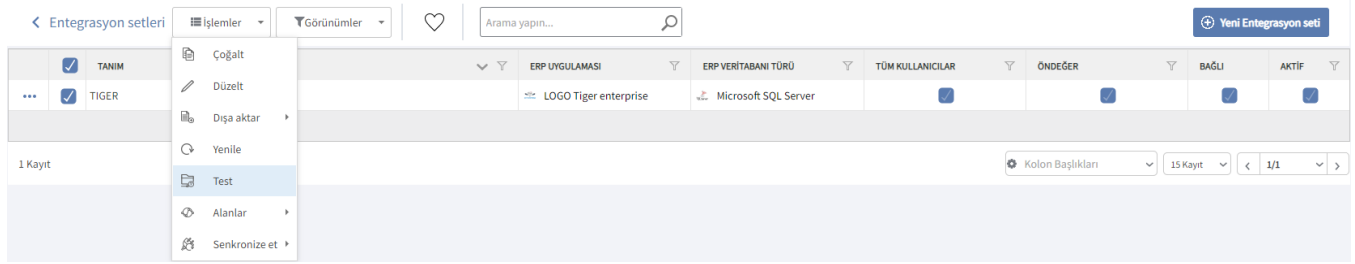 Entegrasyon setleri İşlemler Görünümler Arama yapın... Yeni Entegrasyon seti
TANIM ERP UYGULAMASI ERP VERİTABANI TÜRÜ TÜM KULLANICILAR ÖNDEĞER BAĞLI AKTİF
TIGER LOGO Tiger enterprise Microsoft SQL Server
Çoğalt
Düzelt
Dışa aktar
Yenile
Test
Alanlar
Senkronize et
1 Kayıt Kolon Başlıkları 15 Kayıt 1/1